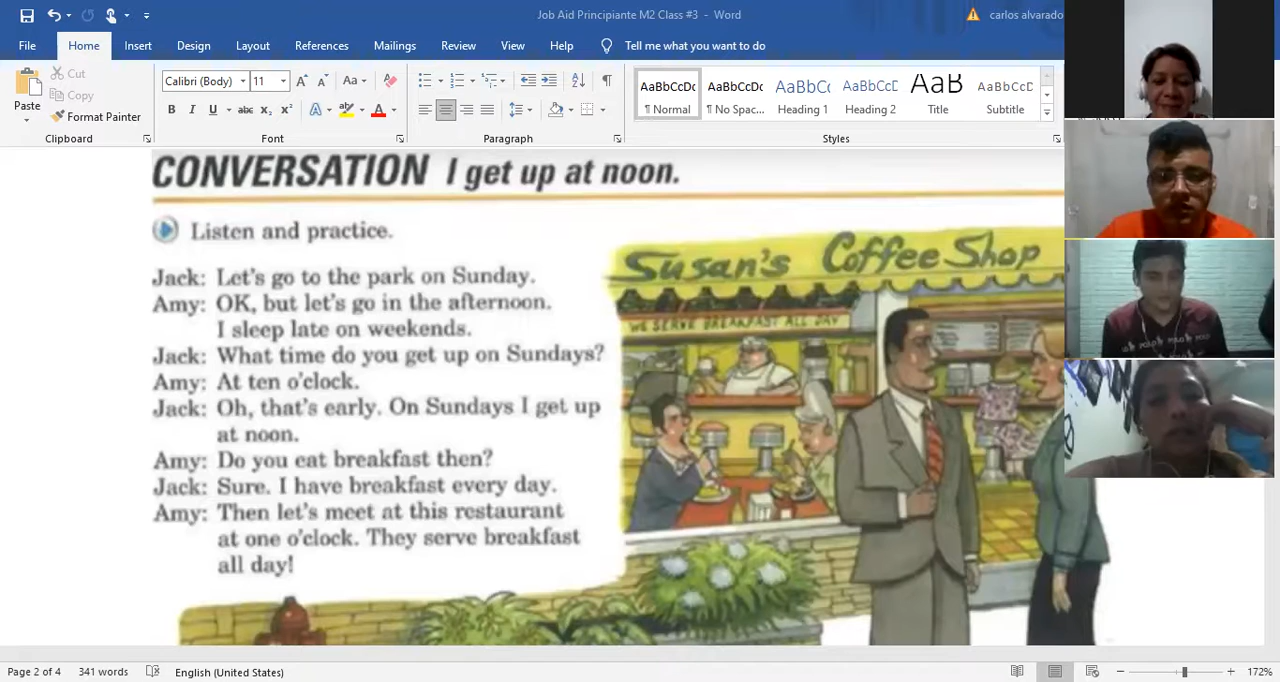 Job Aid Principiante M2 Class #3 - Word
carlos alvarado
File Home Insert Design Layout References Mailings Review View Help Tell me what you want to do
Paste
Cut
Copy
Format Painter
Calibri (Body) 11
AaBbCcDc AaBbCcDc AaBbCc AaBbCcD AaB AaBbCcD
¶ Normal ¶ No Spac... Heading 1 Heading 2 Title Subtitle
Clipboard Font Paragraph Styles
CONVERSATION I get up at noon.
Listen and practice.
Jack: Let's go to the park on Sunday.
Amy: OK, but let's go in the afternoon.
I sleep late on weekends.
Jack: What time do you get up on Sundays?
Amy: At ten o'clock.
Jack: Oh, that's early. On Sundays I get up
at noon.
Amy: Do you eat breakfast then?
Jack: Sure. I have breakfast every day.
Amy: Then let's meet at this restaurant
at one o'clock. They serve breakfast
all day!
Susan's Coffee Shop
WE SERVE BREAKFAST ALL DAY
Page 2 of 4 341 words English (United States) 172%